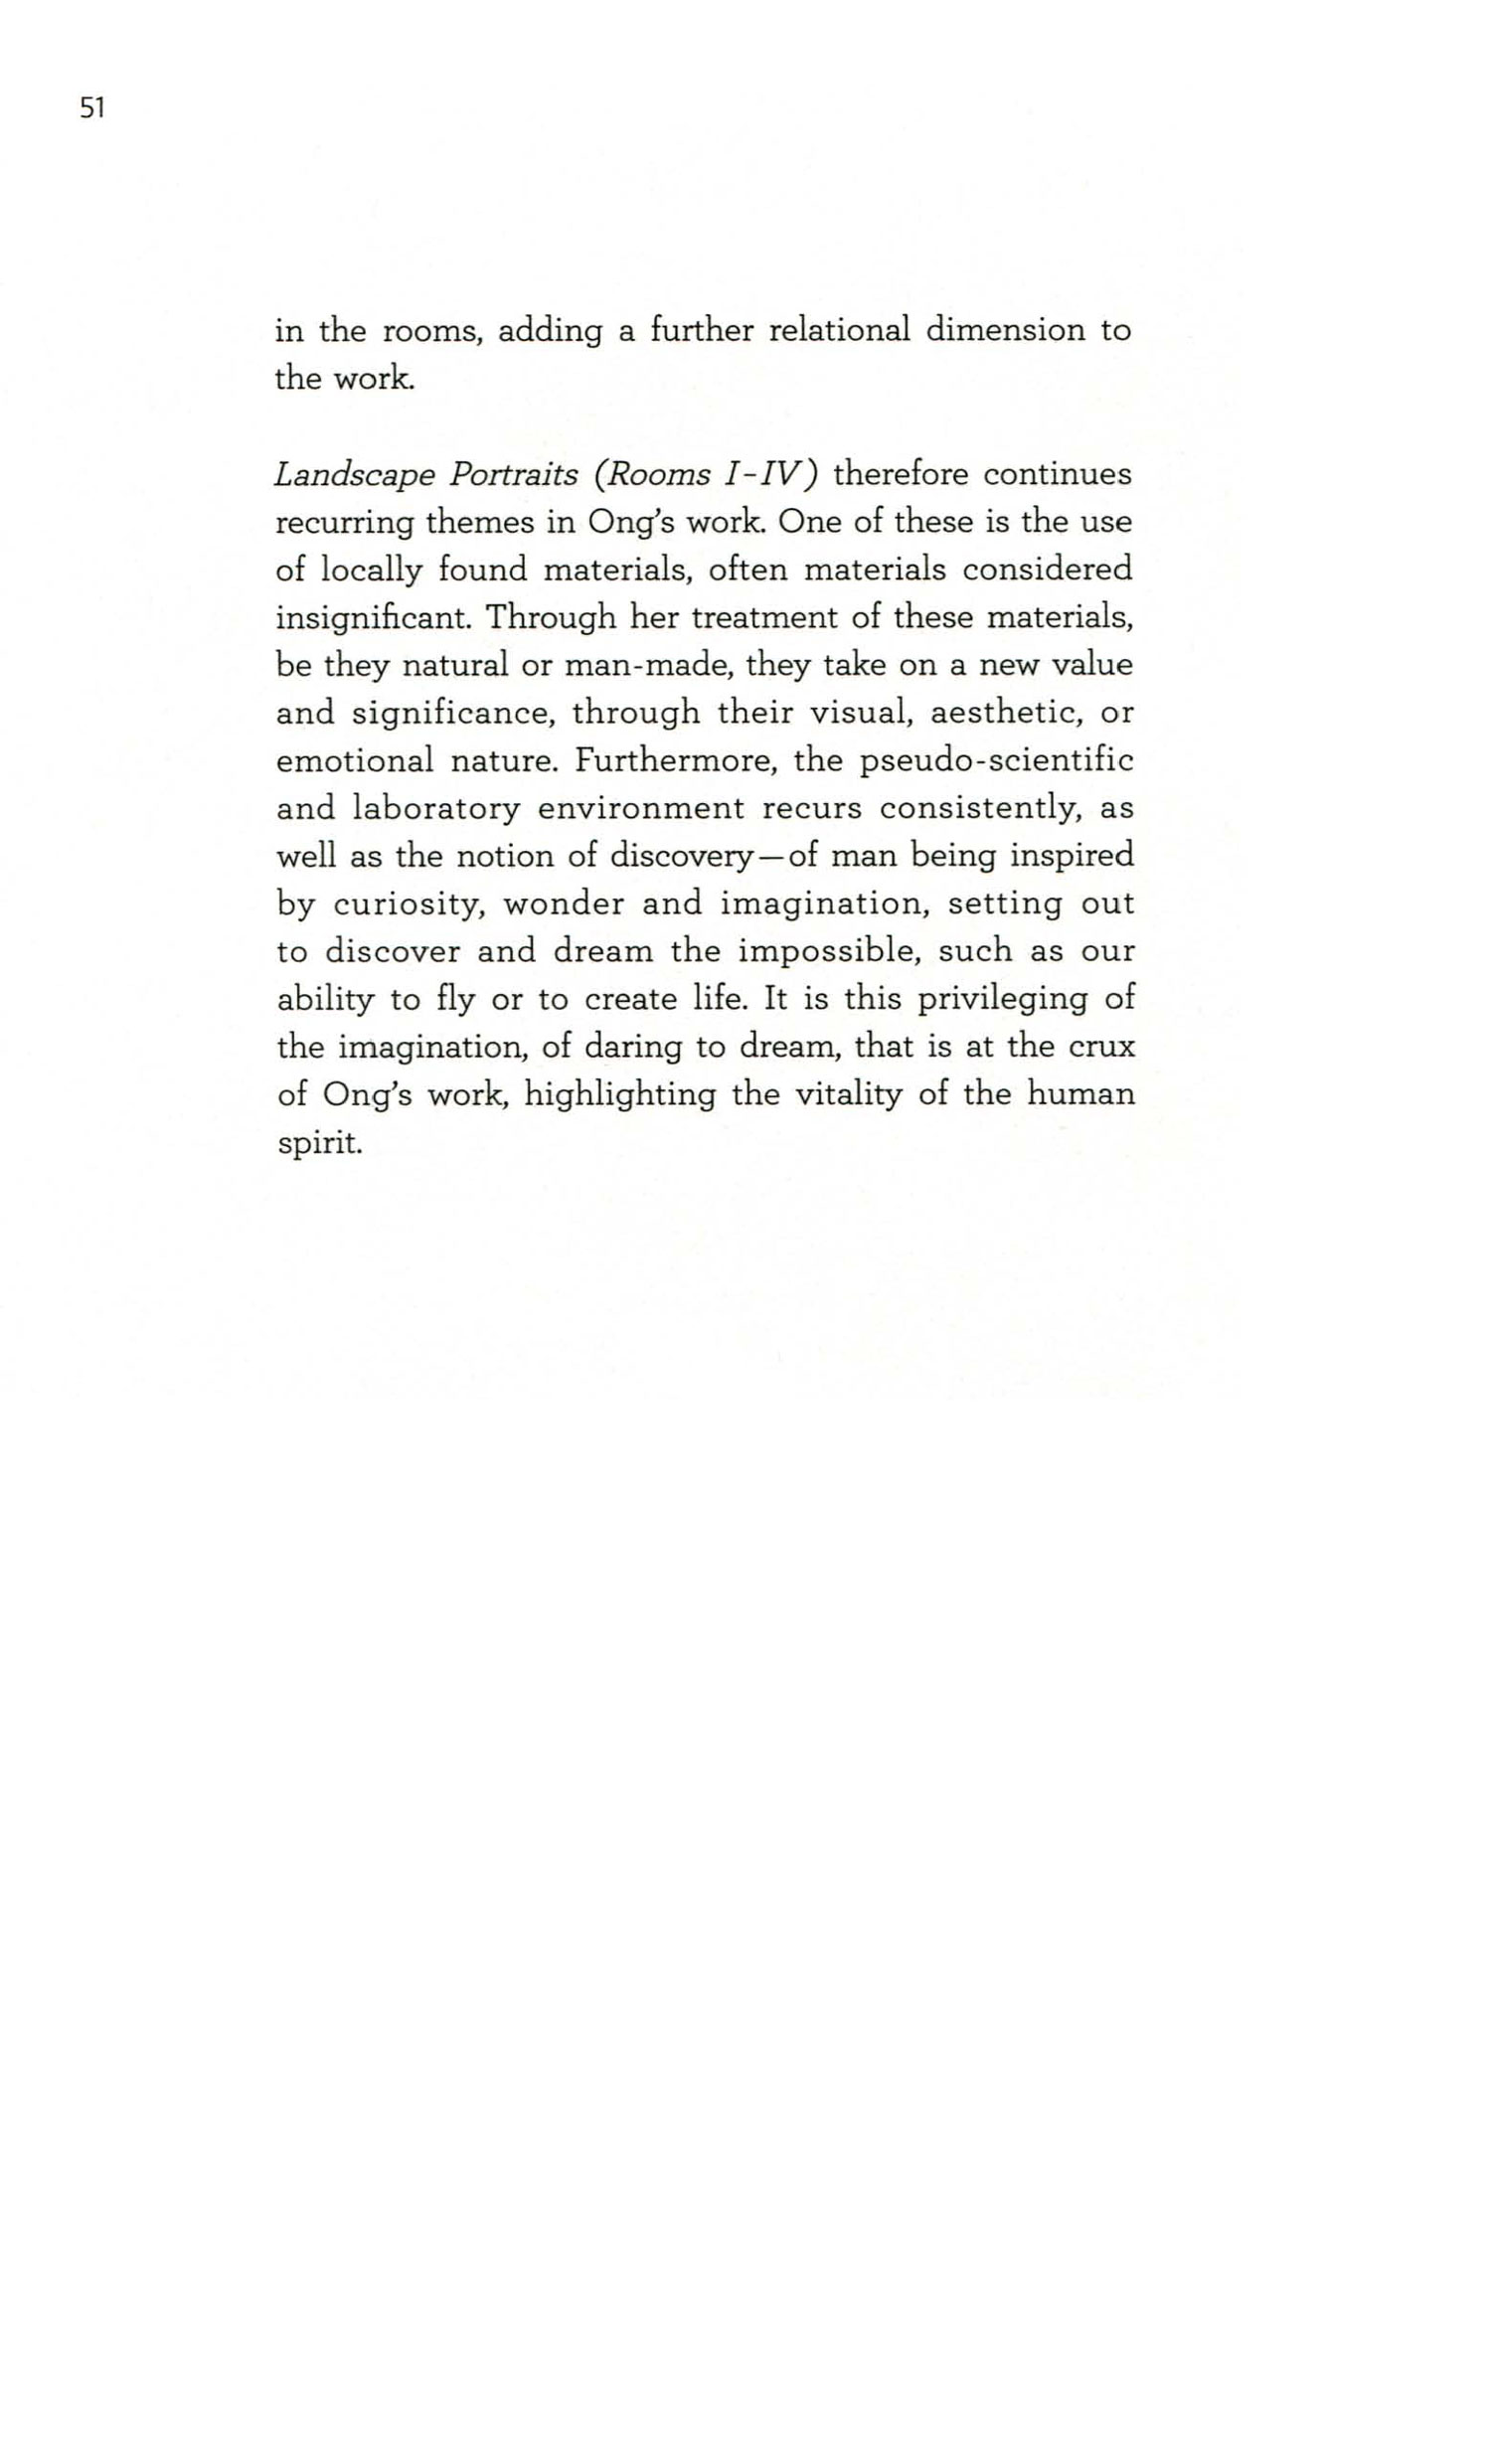 51
in the rooms, adding a further relational dimension to
the work.
Landscape Portraits (Rooms I-IV) therefore continues
recurring themes in Ong's work. One of these is the use
of locally found materials, often materials considered
insignificant. Through her treatment of these materials,
be they natural or man-made, they take on a new value
and significance, through their visual, aesthetic, or
emotional nature. Furthermore, the pseudo-scientific
and laboratory environment recurs consistently, as
well as the notion of discovery—of man being inspired
by curiosity, wonder and imagination, setting out
to discover and dream the impossible, such as our
ability to fly or to create life. It is this privileging of
the imagination, of daring to dream, that is at the crux
of Ong's work, highlighting the vitality of the human
spirit.